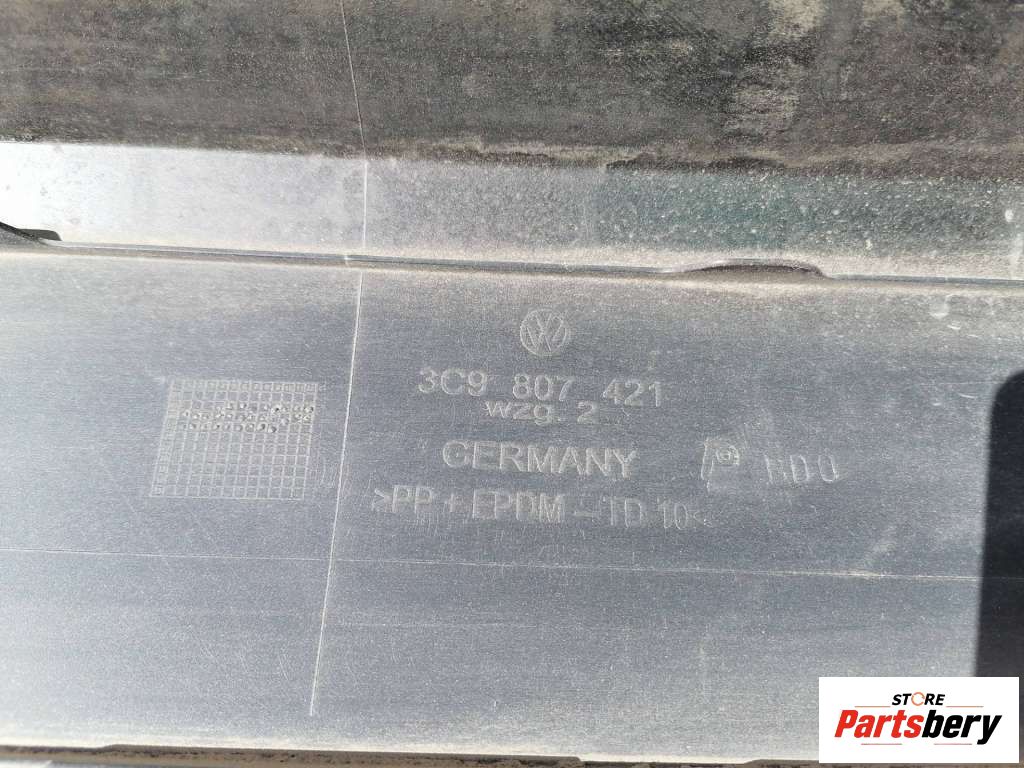 3C9 807 421
wzg. 2
GERMANY
>PP + EPDM – TD 10<
STORE
Partsbery